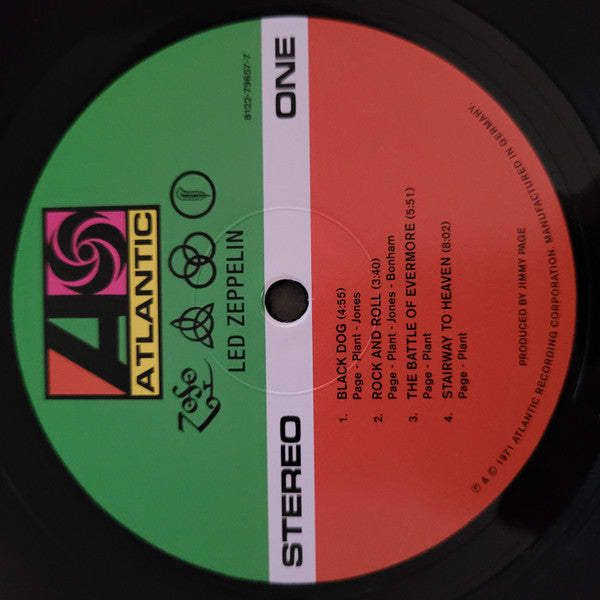 ATLANTIC
ZoSo
LED ZEPPELIN
8122-79657-7
STEREO ONE
1. BLACK DOG (4:55)
Page - Plant - Jones
2. ROCK AND ROLL (3:40)
Page - Plant - Jones - Bonham
3. THE BATTLE OF EVERMORE (5:51)
Page - Plant
4. STAIRWAY TO HEAVEN (8:02)
Page - Plant
PRODUCED BY JIMMY PAGE
℗ & © 1971 ATLANTIC RECORDING CORPORATION. MANUFACTURED IN GERMANY.